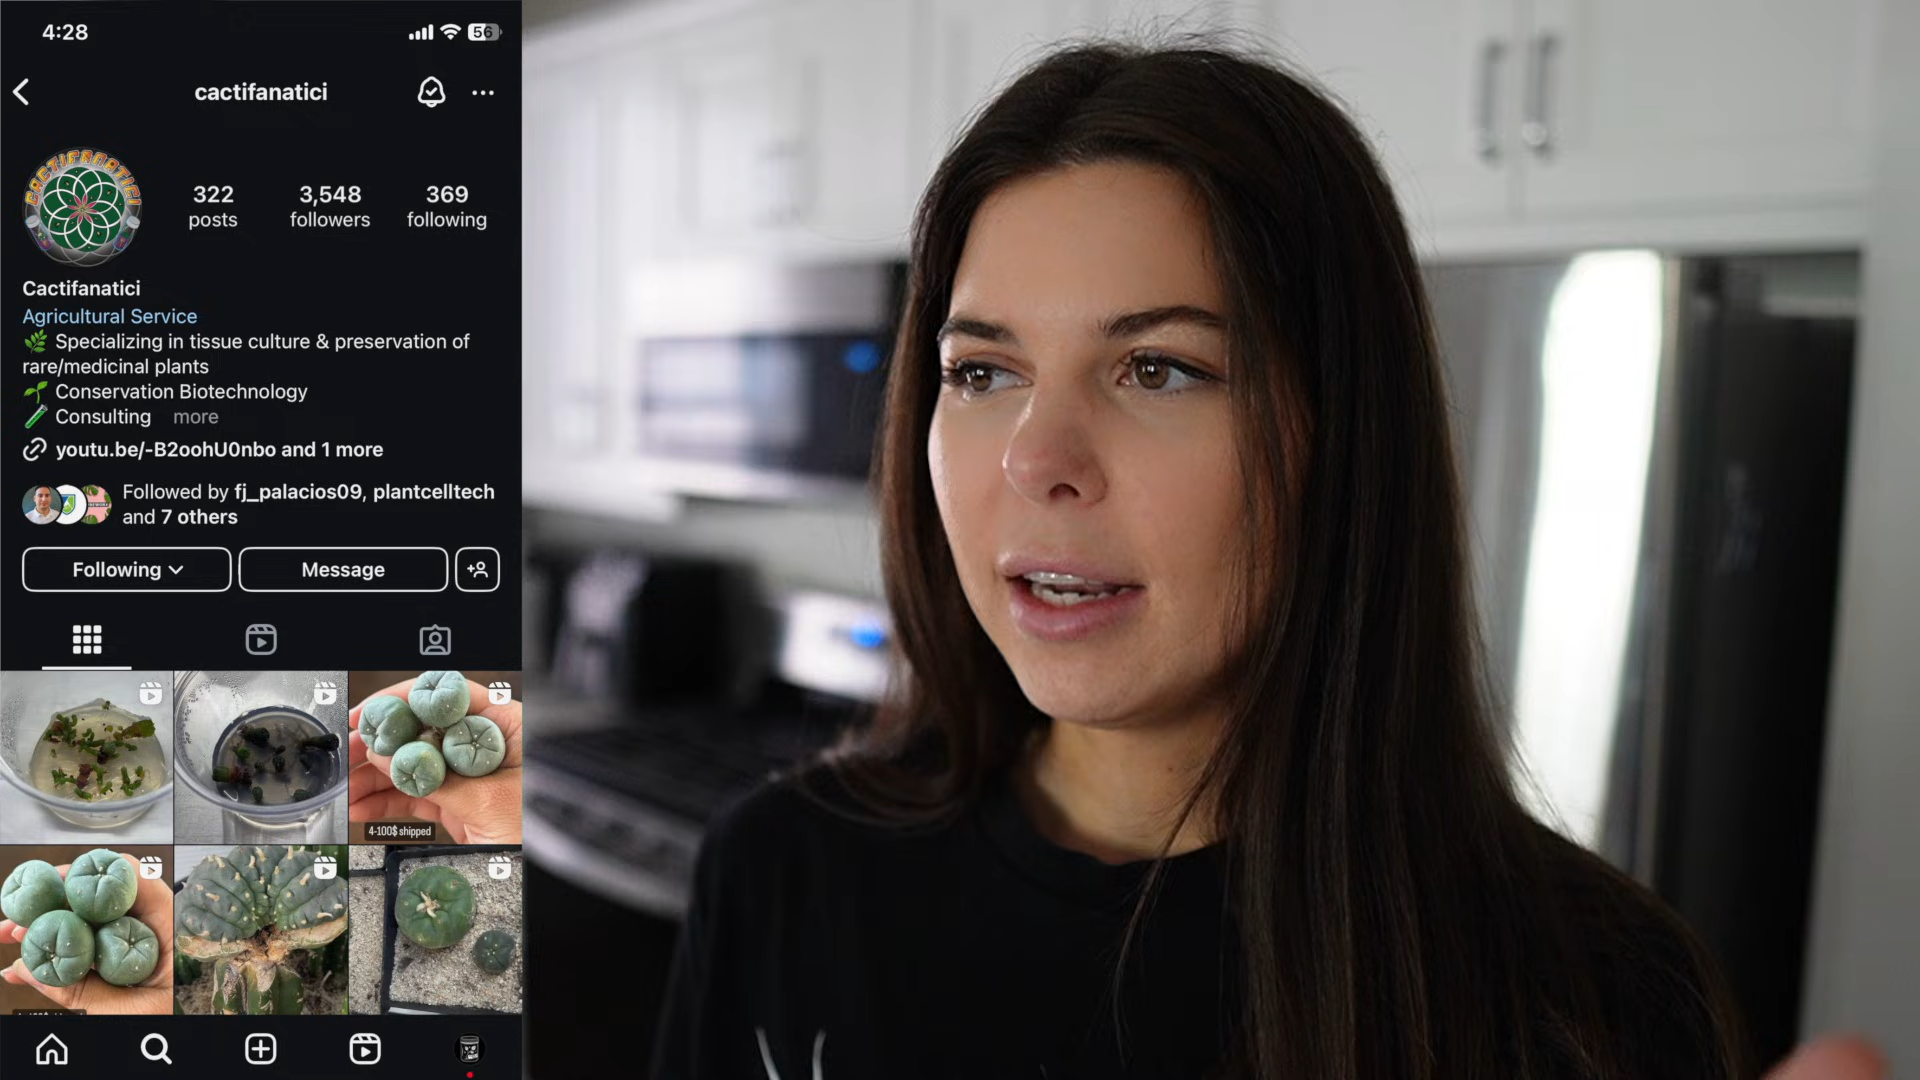 4:28
56
cactifanatici
CACTIFANATICI
322
posts
3,548
followers
369
following
Cactifanatici
Agricultural Service
🌿 Specializing in tissue culture & preservation of
rare/medicinal plants
🌱 Conservation Biotechnology
🧪 Consulting more
youtu.be/-B2oohU0nbo and 1 more
Followed by fj_palacios09, plantcelltech
and 7 others
Following
Message
4-100$ shipped